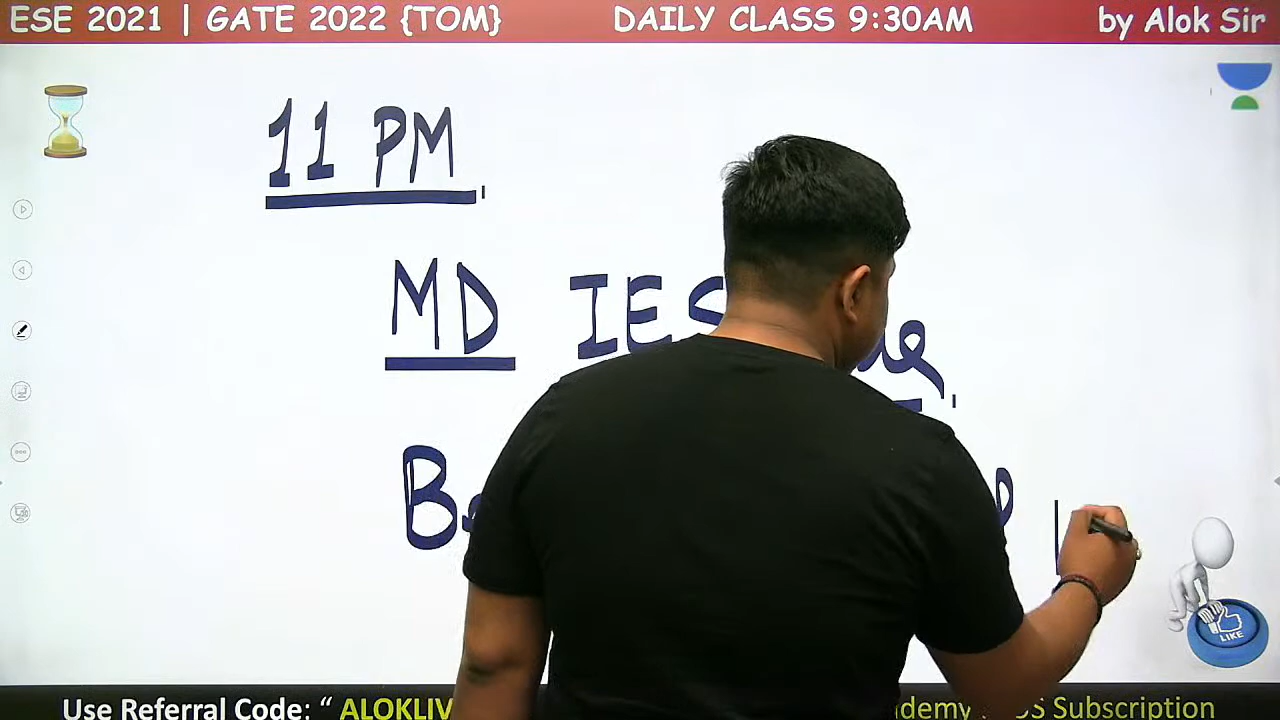 ESE 2021 | GATE 2022 {TOM} DAILY CLASS 9:30AM by Alok Sir
11 PM
MD IES
LIKE
Use Referral Code: “ ALOKLIV Subscription